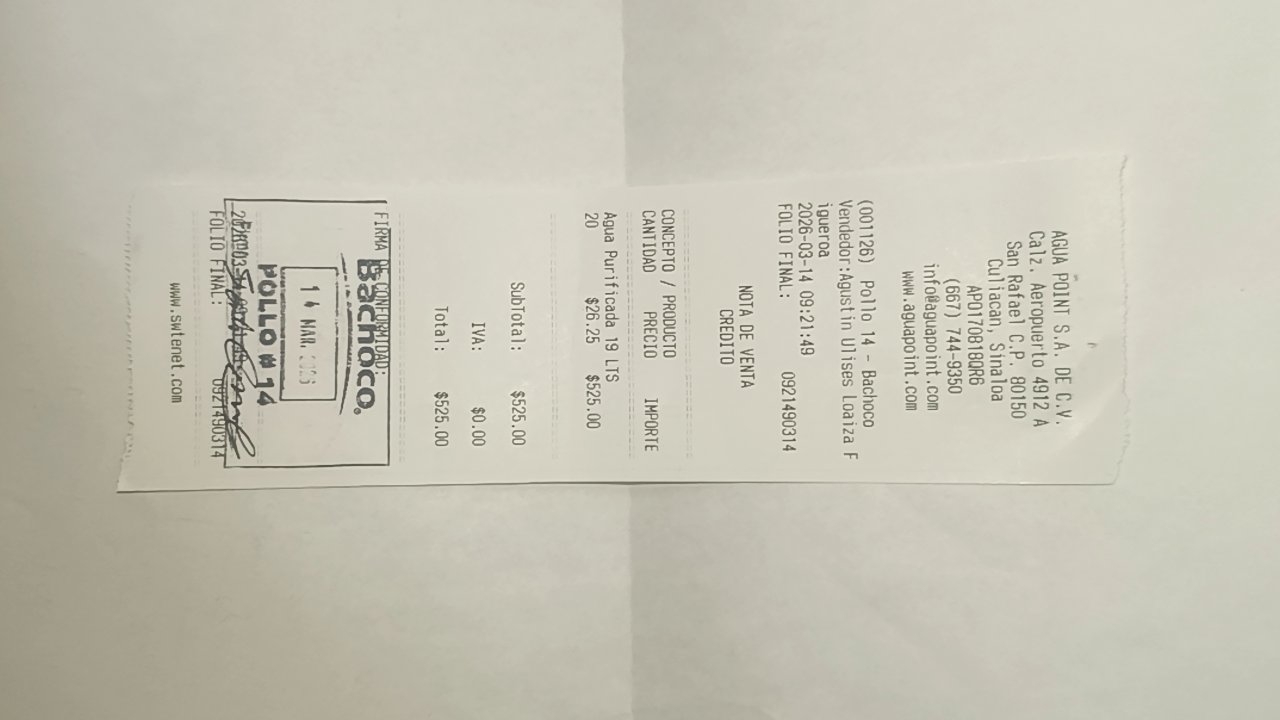 AGUA POINT S.A. DE C.V.
Calz. Aeropuerto 4912 A
San Rafael C.P. 80150
Culiacan, Sinaloa
APO170818QR6
(667) 744-9350
info@aguapoint.com
www.aguapoint.com
(001126) Pollo 14 - Bachoco
Vendedor:Agustin Ulises Loaiza F
igueroa
2026-03-14 09:21:49
FOLIO FINAL: 0921490314
NOTA DE VENTA
CREDITO
CONCEPTO / PRODUCTO
CANTIDAD PRECIO IMPORTE
Agua Purificada 19 LTS
20 $26.25 $525.00
SubTotal: $525.00
IVA: $0.00
Total: $525.00
FIRMA DE CONFORMIDAD:
Bachoco.
14 MAR. 2026
POLLO # 14
FOLIO FINAL: 0921490314
www.swtenet.com